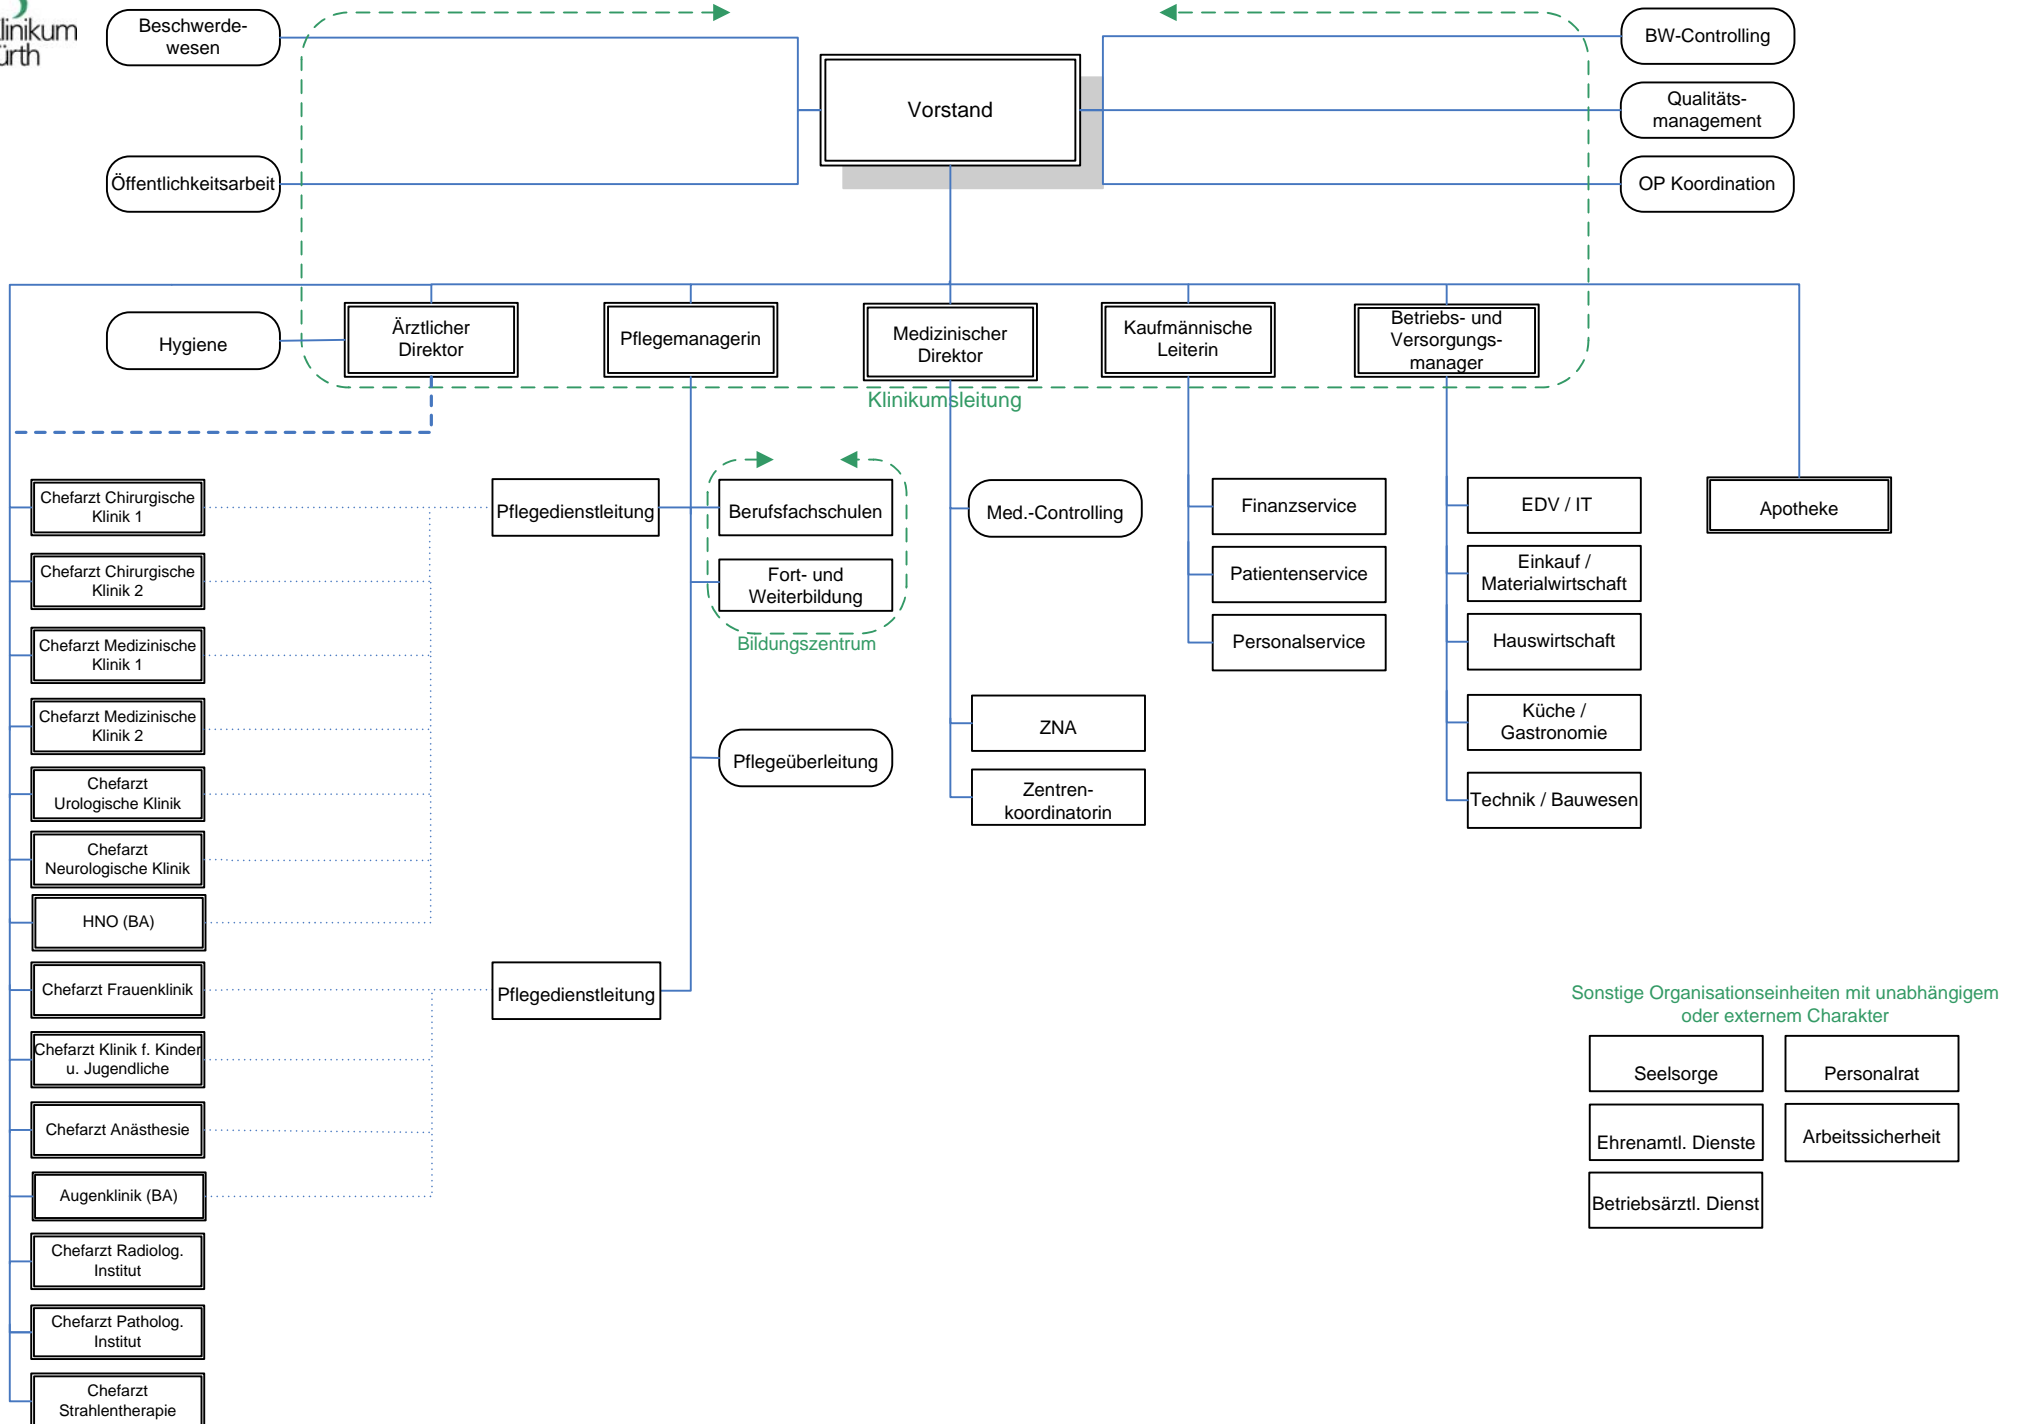 linikum
ürth
Beschwerde-
wesen
Öffentlichkeitsarbeit
Vorstand
BW-Controlling
Qualitäts-
management
OP Koordination
Hygiene
Ärztlicher
Direktor
Pflegemanagerin
Medizinischer
Direktor
Kaufmännische
Leiterin
Betriebs- und
Versorgungs-
manager
Klinikumsleitung
Chefarzt Chirurgische
Klinik 1
Chefarzt Chirurgische
Klinik 2
Chefarzt Medizinische
Klinik 1
Chefarzt Medizinische
Klinik 2
Chefarzt
Urologische Klinik
Chefarzt
Neurologische Klinik
HNO (BA)
Chefarzt Frauenklinik
Chefarzt Klinik f. Kinder
u. Jugendliche
Chefarzt Anästhesie
Augenklinik (BA)
Chefarzt Radiolog.
Institut
Chefarzt Patholog.
Institut
Chefarzt
Strahlentherapie
Pflegedienstleitung
Pflegedienstleitung
Berufsfachschulen
Fort- und
Weiterbildung
Bildungszentrum
Pflegeüberleitung
Med.-Controlling
ZNA
Zentren-
koordinatorin
Finanzservice
Patientenservice
Personalservice
EDV / IT
Einkauf /
Materialwirtschaft
Hauswirtschaft
Küche /
Gastronomie
Technik / Bauwesen
Apotheke
Sonstige Organisationseinheiten mit unabhängigem
oder externem Charakter
Seelsorge
Personalrat
Ehrenamtl. Dienste
Arbeitssicherheit
Betriebsärztl. Dienst